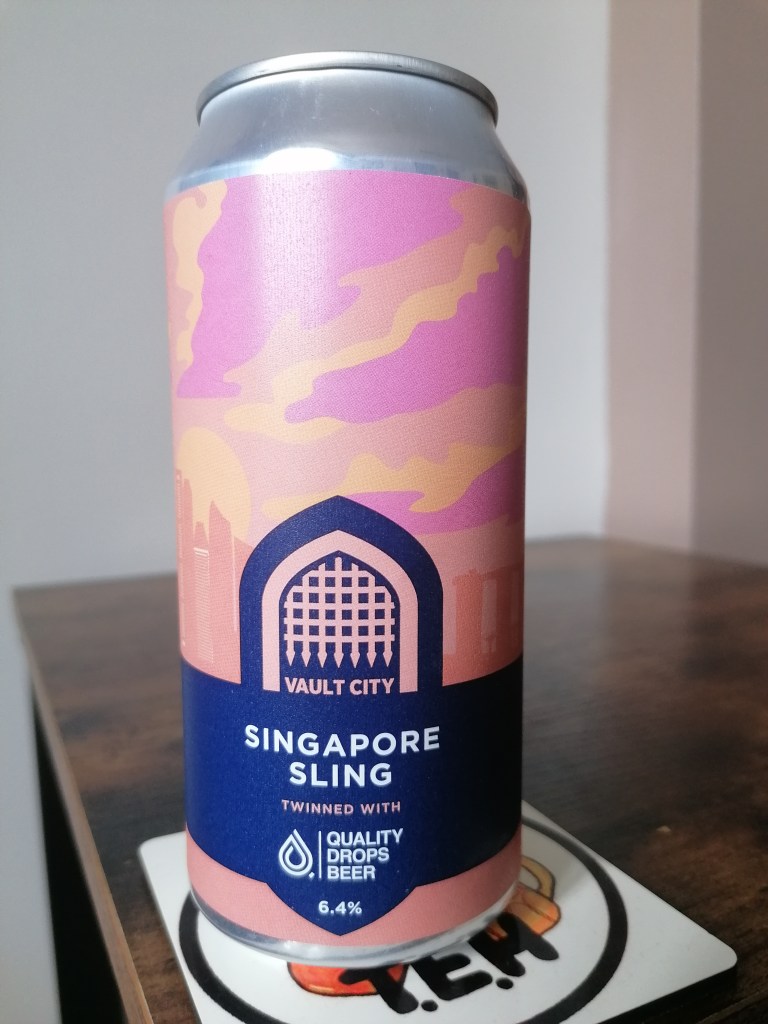 VAULT CITY
SINGAPORE
SLING
TWINNED WITH
QUALITY
DROPS
BEER
6.4%
T.E.A